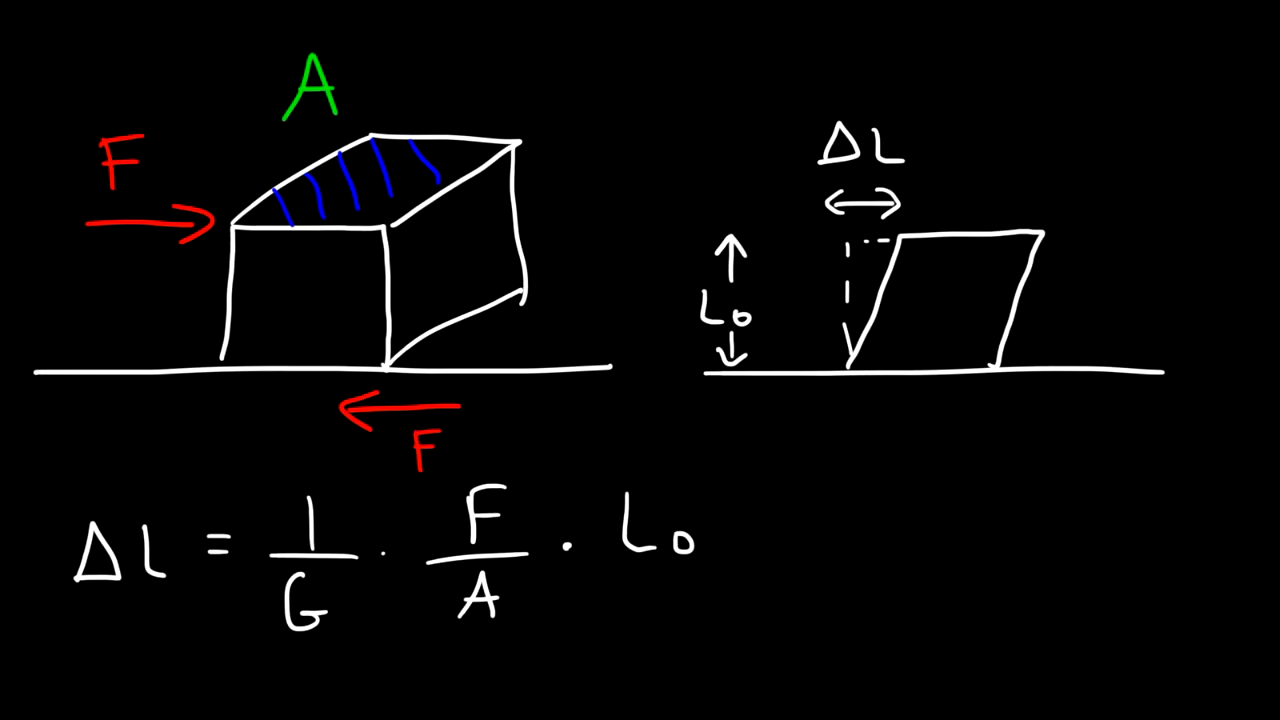 A
F
ΔL
L₀
F
ΔL = 1/G · F/A · L₀